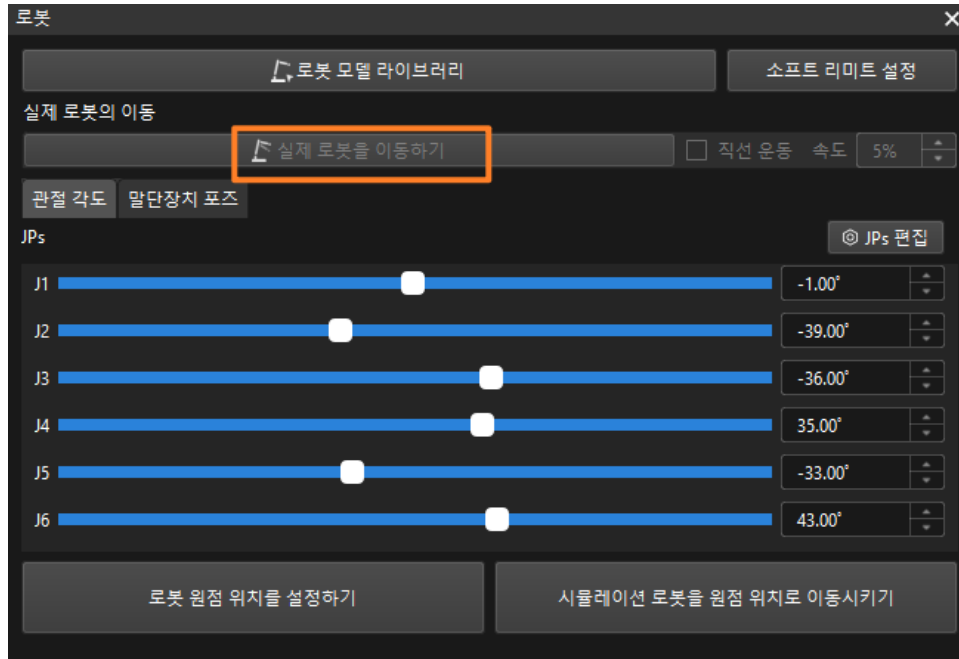 로봇
로봇 모델 라이브러리 소프트 리미트 설정
실제 로봇의 이동
실제 로봇을 이동하기 직선 운동 속도 5%
관절 각도 말단장치 포즈
JPs JPs 편집
J1 -1.00°
J2 -39.00°
J3 -36.00°
J4 35.00°
J5 -33.00°
J6 43.00°
로봇 원점 위치를 설정하기 시뮬레이션 로봇을 원점 위치로 이동시키기